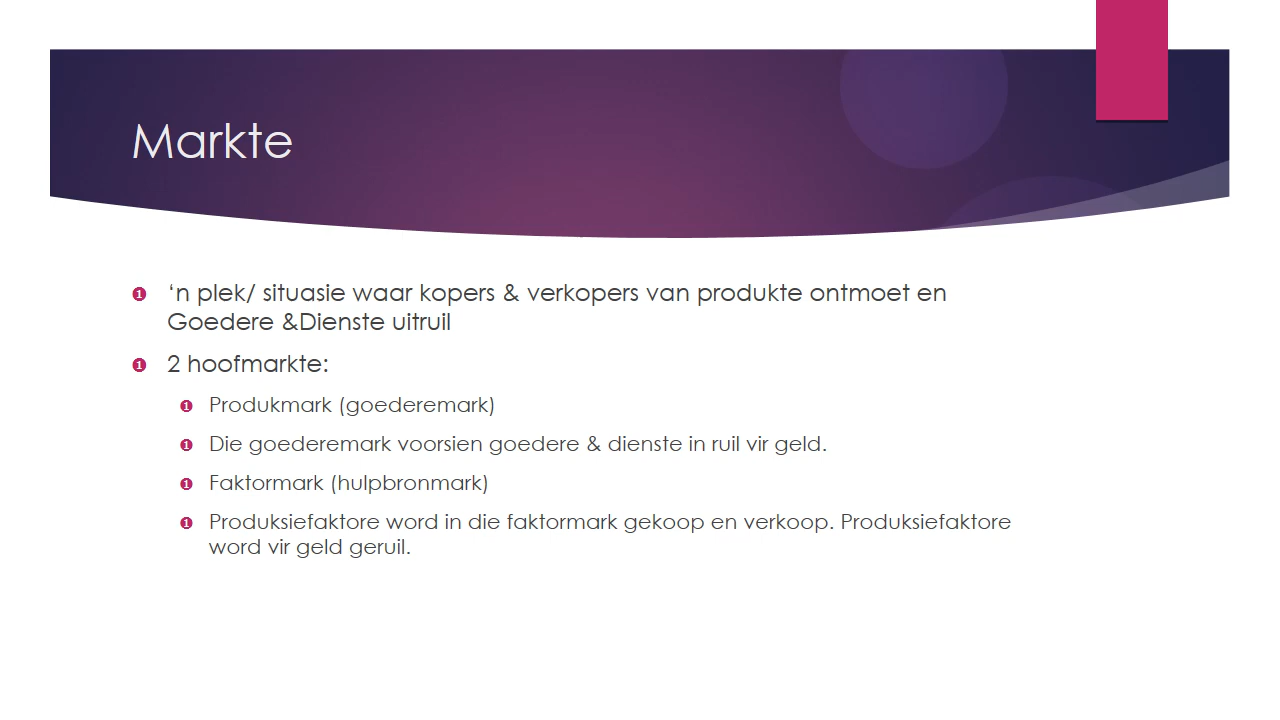 Markte
‘n plek/ situasie waar kopers & verkopers van produkte ontmoet en
Goedere &Dienste uitruil
2 hoofmarkte:
Produkmark (goederemark)
Die goederemark voorsien goedere & dienste in ruil vir geld.
Faktormark (hulpbronmark)
Produksiefaktore word in die faktormark gekoop en verkoop. Produksiefaktore
word vir geld geruil.